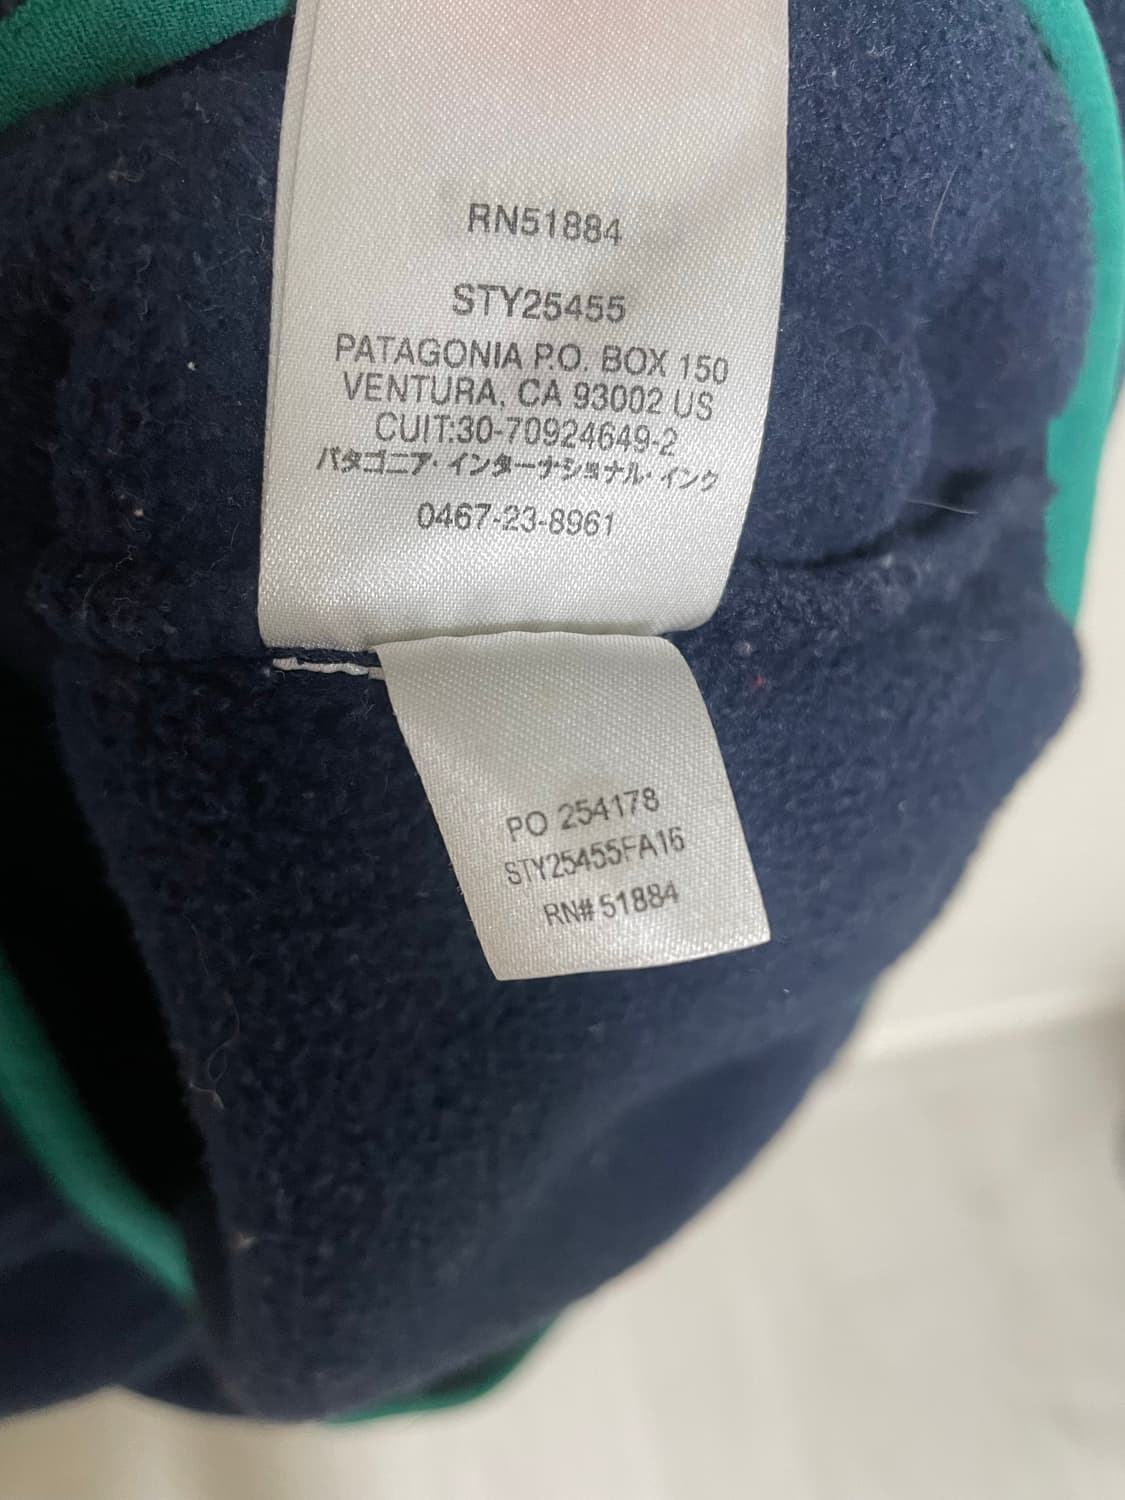 RN51884
STY25455
PATAGONIA P.O. BOX 150
VENTURA, CA 93002 US
CUIT:30-70924649-2
パタゴニア・インターナショナル・インク
0467-23-8961
PO 254178
STY25455FA16
RN# 51884